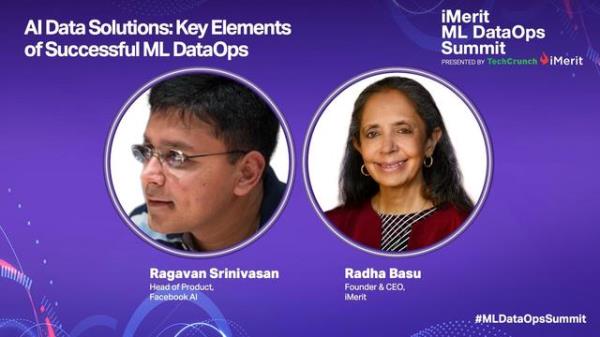 AI Data Solutions: Key Elements
of Successful ML DataOps
iMerit
ML DataOps
Summit
PRESENTED BY TechCrunch iMerit
Ragavan Srinivasan
Head of Product,
Facebook AI
Radha Basu
Founder & CEO,
iMerit
#MLDataOpsSummit